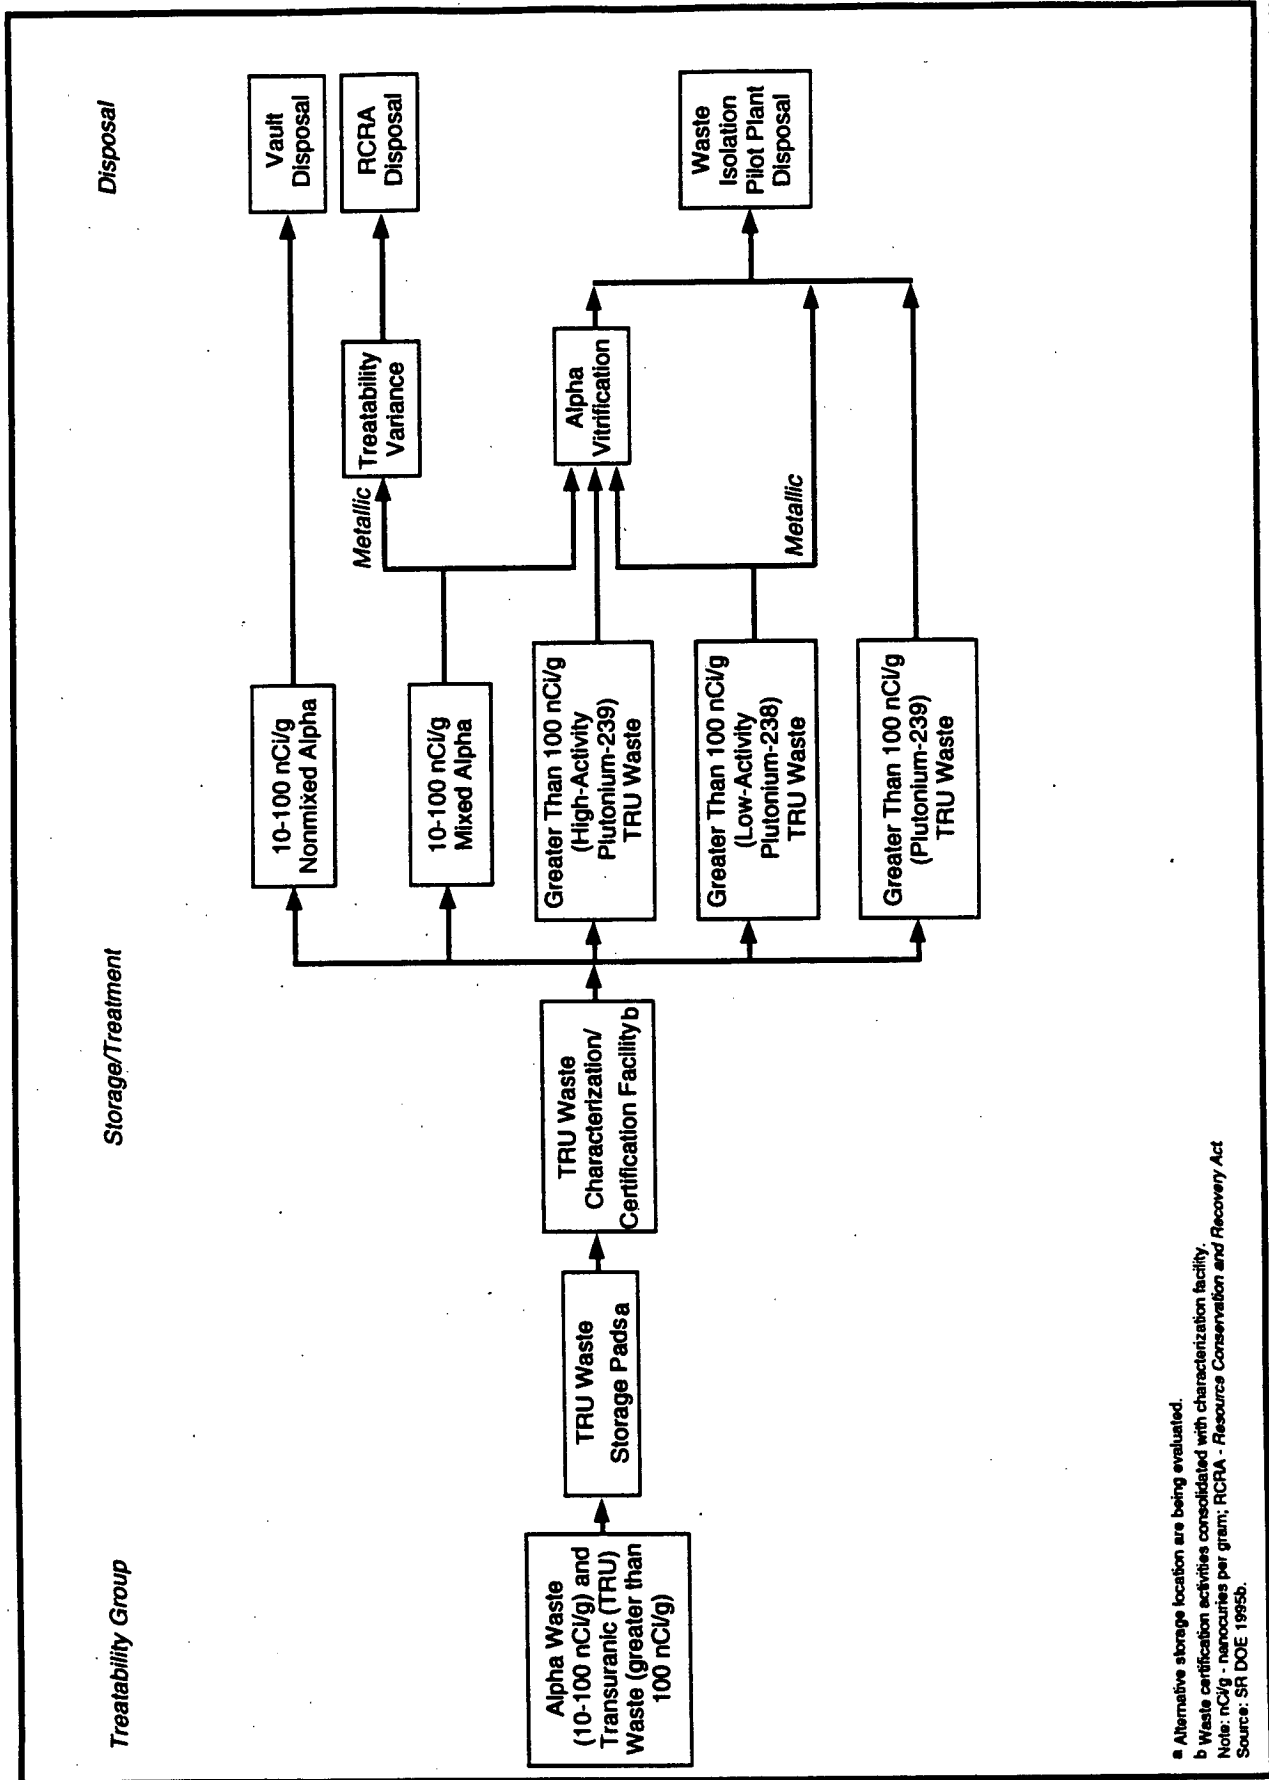 Treatability Group
Storage/Treatment
Disposal
Alpha Waste
(10-100 nCi/g) and
Transuranic (TRU)
Waste (greater than
100 nCi/g)
TRU Waste
Storage Padsa
TRU Waste
Characterization/
Certification Facilityb
10-100 nCi/g
Nonmixed Alpha
10-100 nCi/g
Mixed Alpha
Greater Than 100 nCi/g
(High-Activity
Plutonium-239)
TRU Waste
Greater Than 100 nCi/g
(Low-Activity
Plutonium-238)
TRU Waste
Greater Than 100 nCi/g
(Plutonium-239)
TRU Waste
Metallic
Treatability
Variance
Alpha
Vitrification
Metallic
Vault
Disposal
RCRA
Disposal
Waste
Isolation
Pilot Plant
Disposal
a Alternative storage location are being evaluated.
b Waste certification activities consolidated with characterization facility.
Note: nCi/g - nanocuries per gram; RCRA - Resource Conservation and Recovery Act
Source: SR DOE 1995b.